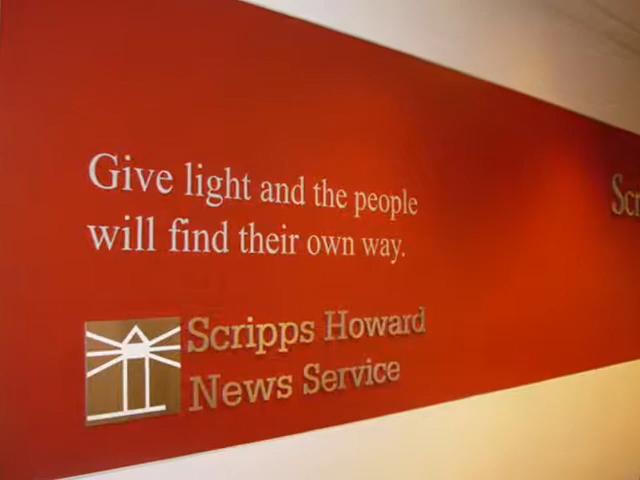 Give light and the people
will find their own way.
Scripps Howard
News Service